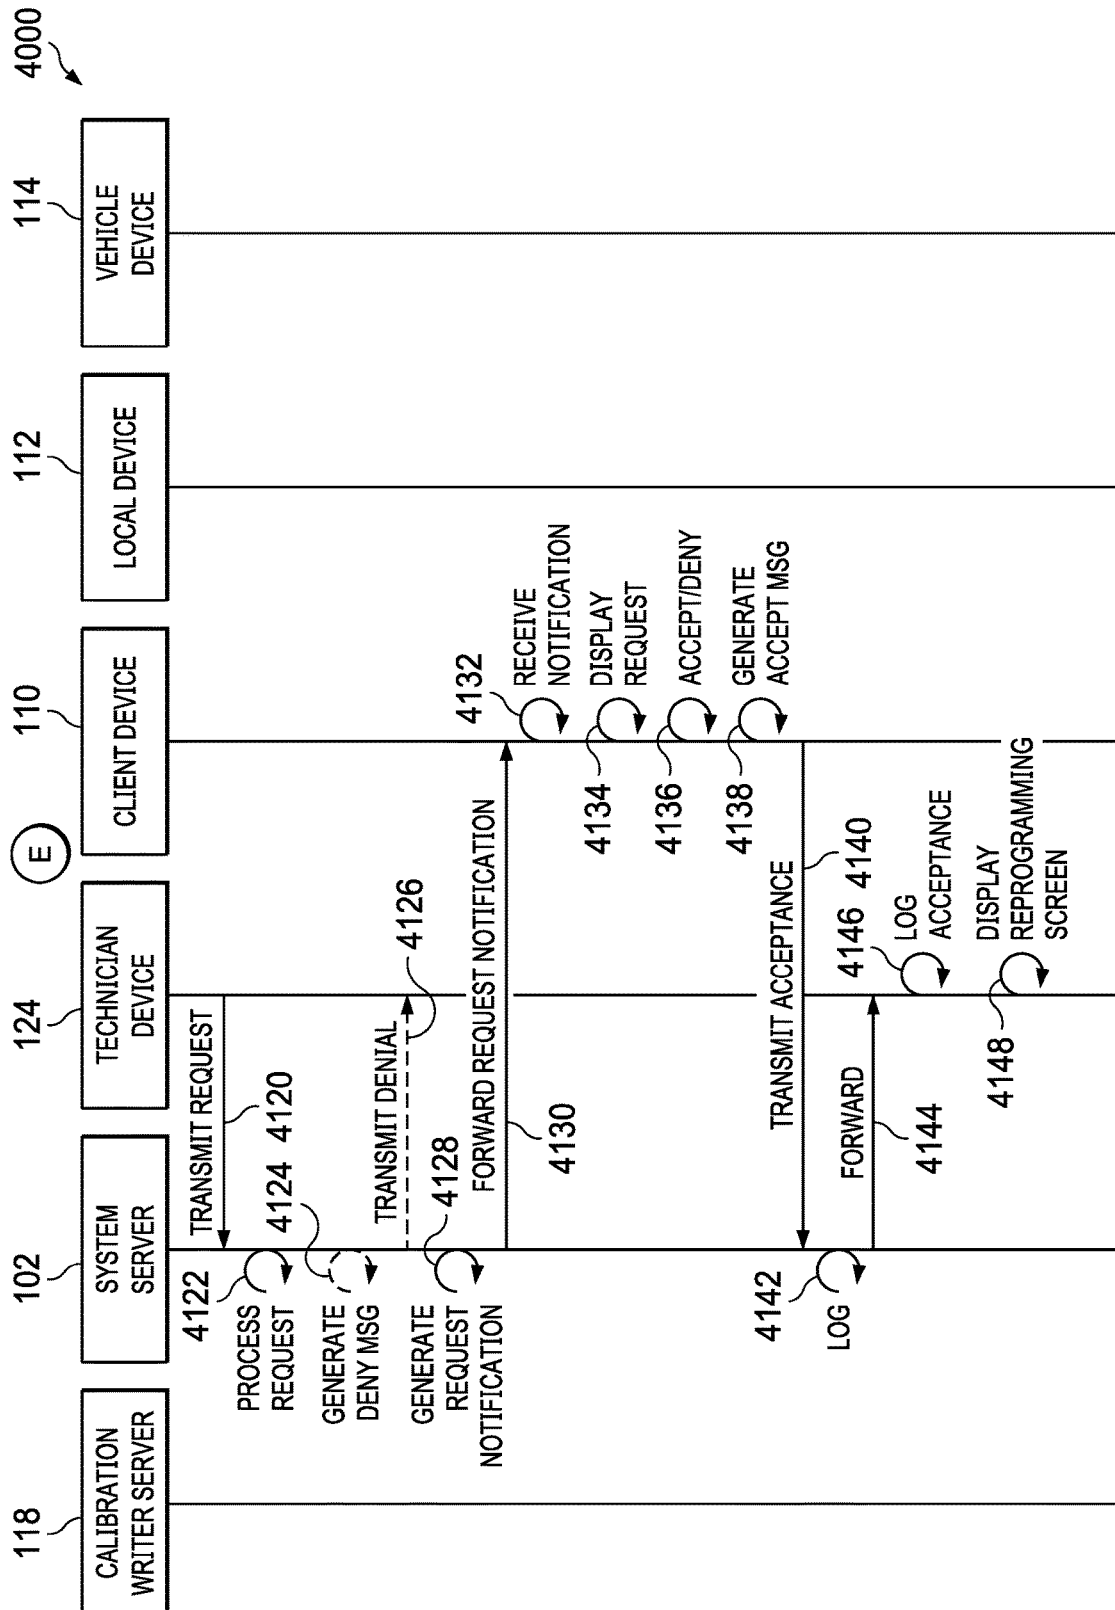 4000
118
102
124
E
110
112
114
CALIBRATION
WRITER SERVER
SYSTEM
SERVER
TECHNICIAN
DEVICE
CLIENT DEVICE
LOCAL DEVICE
VEHICLE
DEVICE
TRANSMIT REQUEST
4120
4122
PROCESS
REQUEST
4124
GENERATE
DENY MSG
TRANSMIT DENIAL
4126
4128
GENERATE
REQUEST
NOTIFICATION
FORWARD REQUEST NOTIFICATION
4130
4132
RECEIVE
NOTIFICATION
4134
DISPLAY
REQUEST
4136
ACCEPT/DENY
4138
GENERATE
ACCEPT MSG
TRANSMIT ACCEPTANCE
4140
4142
LOG
FORWARD
4144
4146
LOG
ACCEPTANCE
4148
DISPLAY
REPROGRAMMING
SCREEN